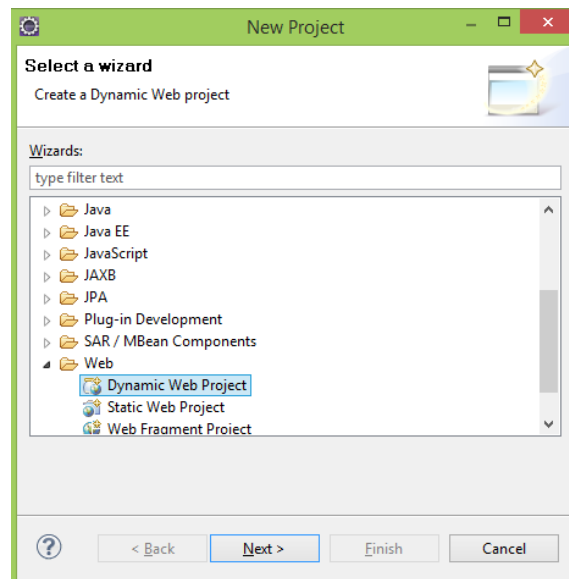 New Project
Select a wizard
Create a Dynamic Web project
Wizards:
type filter text
Java
Java EE
JavaScript
JAXB
JPA
Plug-in Development
SAR / MBean Components
Web
Dynamic Web Project
Static Web Project
Web Fragment Project
? < Back Next > Finish Cancel